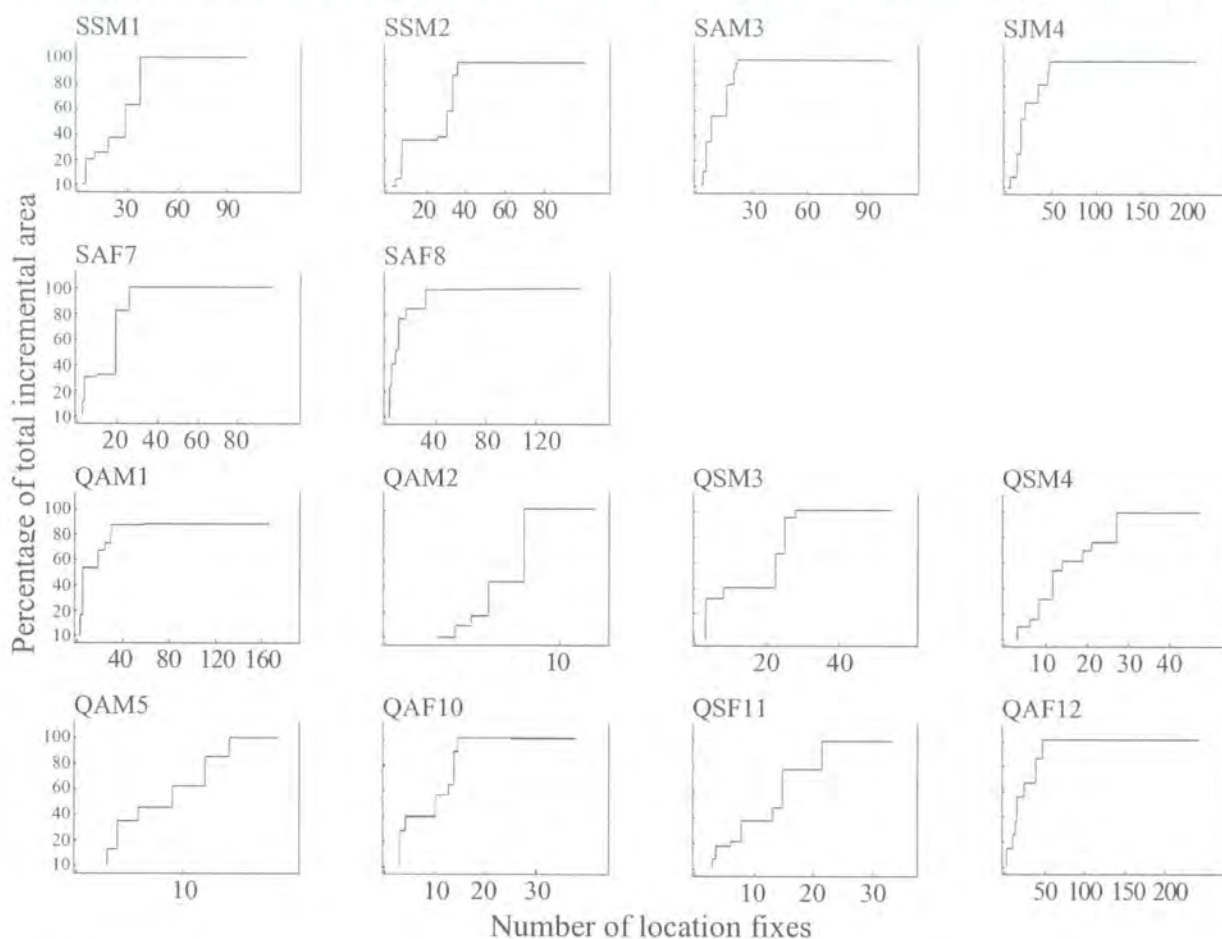 SSM1 SSM2 SAM3 SJM4
100
80
60
40
20
10
30 60 90 20 40 60 80 30 60 90 50 100 150 200
SAF7 SAF8
100
80
60
40
20
10
20 40 60 80 40 80 120
QAM1 QAM2 QSM3 QSM4
100
80
60
40
20
10
40 80 120 160 10 20 40 10 20 30 40
QAM5 QAF10 QSF11 QAF12
100
80
60
40
20
10
10 10 20 30 10 20 30 50 100 150 200
Percentage of total incremental area
Number of location fixes